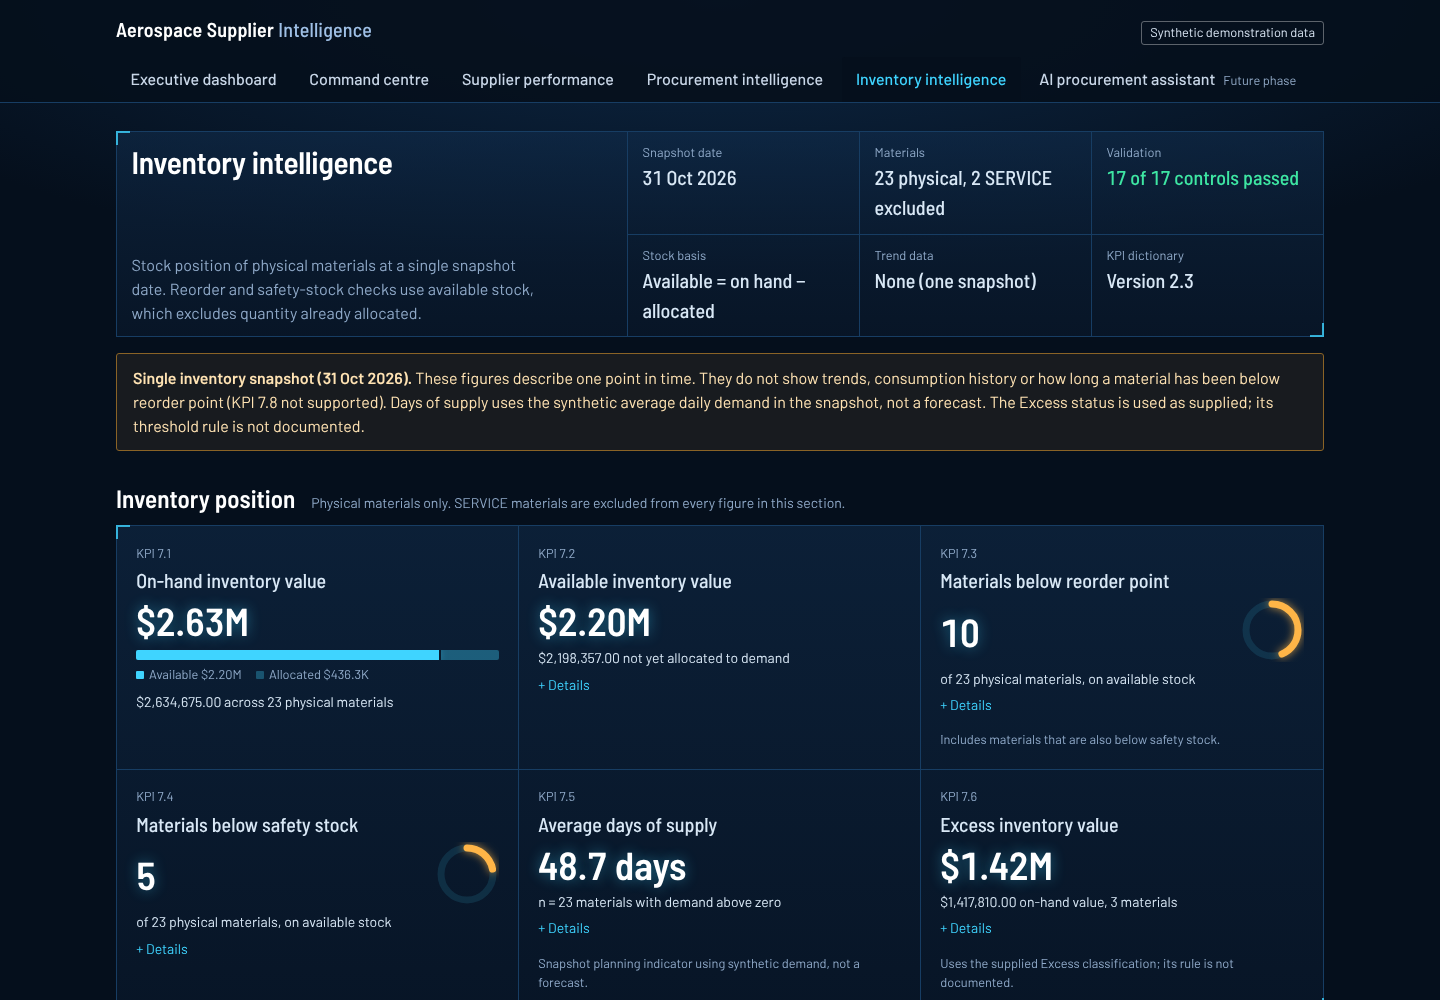 Aerospace Supplier Intelligence
Synthetic demonstration data
Executive dashboard
Command centre
Supplier performance
Procurement intelligence
Inventory intelligence
AI procurement assistant Future phase
Inventory intelligence
Stock position of physical materials at a single snapshot
date. Reorder and safety-stock checks use available stock,
which excludes quantity already allocated.
Snapshot date
31 Oct 2026
Materials
23 physical, 2 SERVICE
excluded
Validation
17 of 17 controls passed
Stock basis
Available = on hand −
allocated
Trend data
None (one snapshot)
KPI dictionary
Version 2.3
Single inventory snapshot (31 Oct 2026). These figures describe one point in time. They do not show trends, consumption history or how long a material has been below
reorder point (KPI 7.8 not supported). Days of supply uses the synthetic average daily demand in the snapshot, not a forecast. The Excess status is used as supplied; its
threshold rule is not documented.
Inventory position
Physical materials only. SERVICE materials are excluded from every figure in this section.
KPI 7.1
On-hand inventory value
$2.63M
Available $2.20M
Allocated $436.3K
$2,634,675.00 across 23 physical materials
KPI 7.2
Available inventory value
$2.20M
$2,198,357.00 not yet allocated to demand
+ Details
KPI 7.3
Materials below reorder point
10
of 23 physical materials, on available stock
+ Details
Includes materials that are also below safety stock.
KPI 7.4
Materials below safety stock
5
of 23 physical materials, on available stock
+ Details
KPI 7.5
Average days of supply
48.7 days
n = 23 materials with demand above zero
+ Details
Snapshot planning indicator using synthetic demand, not a
forecast.
KPI 7.6
Excess inventory value
$1.42M
$1,417,810.00 on-hand value, 3 materials
+ Details
Uses the supplied Excess classification; its rule is not
documented.